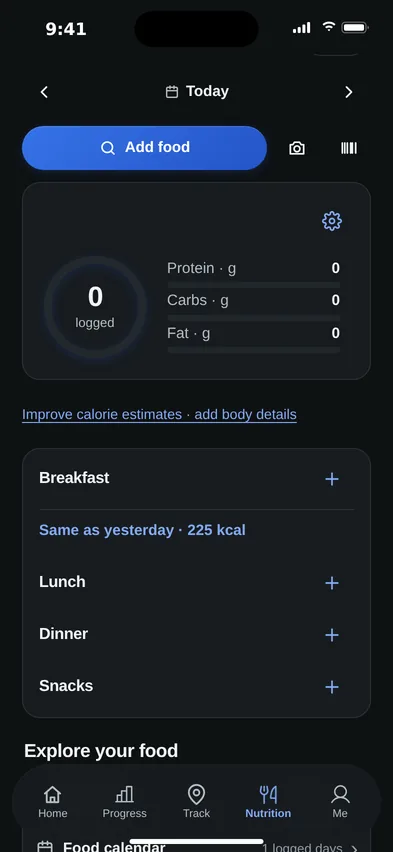 9:41
Today
Add food
0
logged
Protein · g 0
Carbs · g 0
Fat · g 0
Improve calorie estimates · add body details
Breakfast
Same as yesterday · 225 kcal
Lunch
Dinner
Snacks
Explore your food
Home Progress Track Nutrition Me
Food calendar 1 logged days